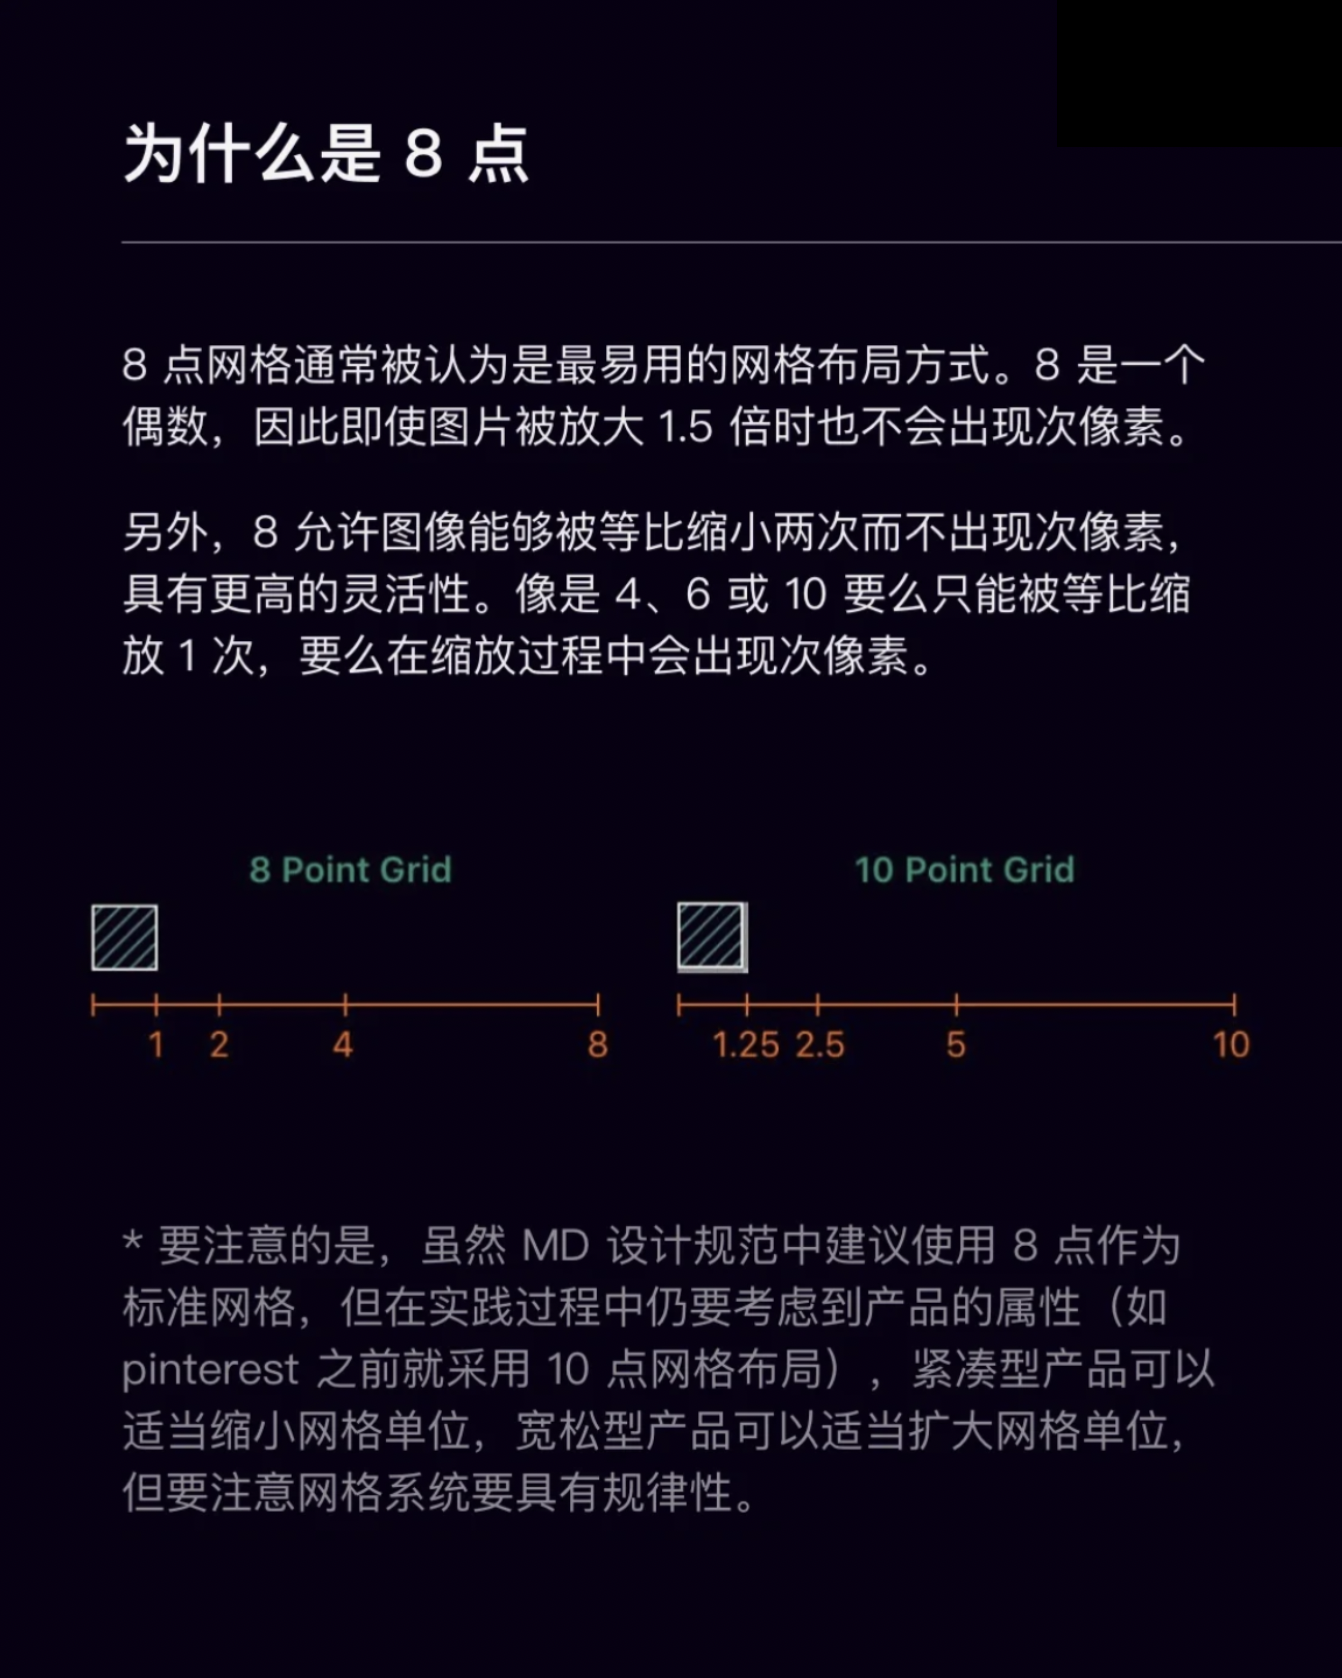 为什么是 8 点
8 点网格通常被认为是最易用的网格布局方式。8 是一个
偶数，因此即使图片被放大 1.5 倍时也不会出现次像素。
另外，8 允许图像能够被等比缩小两次而不出现次像素，
具有更高的灵活性。像是 4、6 或 10 要么只能被等比缩
放 1 次，要么在缩放过程中会出现次像素。
8 Point Grid
1 2 4 8
10 Point Grid
1.25 2.5 5 10
* 要注意的是，虽然 MD 设计规范中建议使用 8 点作为
标准网格，但在实践过程中仍要考虑到产品的属性（如
pinterest 之前就采用 10 点网格布局），紧凑型产品可以
适当缩小网格单位，宽松型产品可以适当扩大网格单位，
但要注意网格系统要具有规律性。